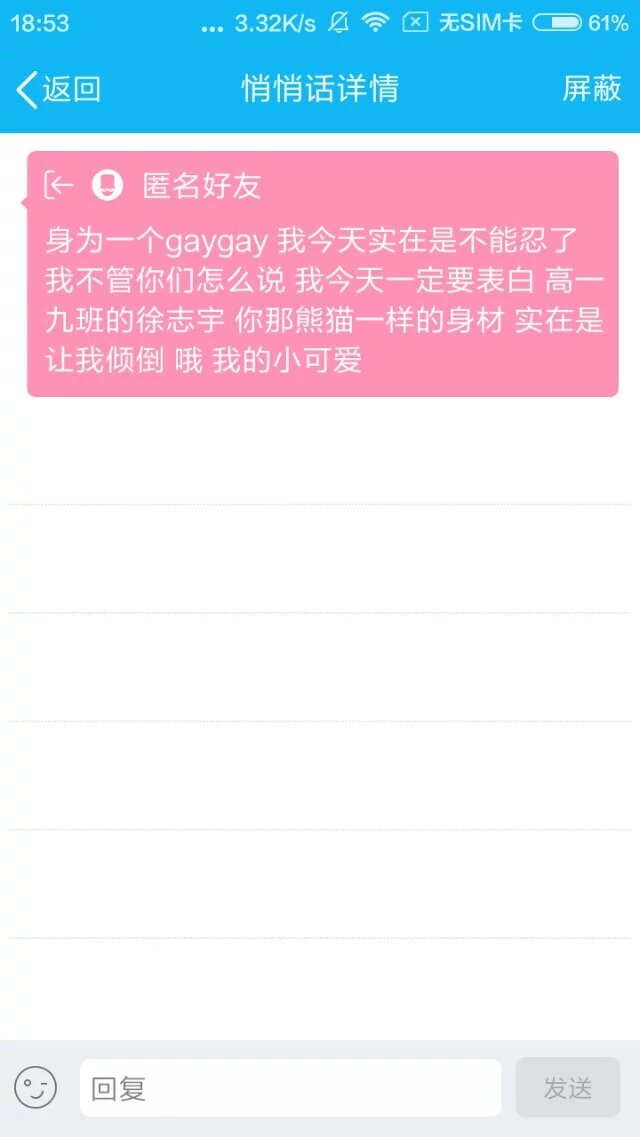 18:53 ... 3.32K/s 无SIM卡 61%
返回 悄悄话详情 屏蔽
匿名好友
身为一个gaygay 我今天实在是不能忍了
我不管你们怎么说 我今天一定要表白 高一
九班的徐志宇 你那熊猫一样的身材 实在是
让我倾倒 哦 我的小可爱
回复 发送